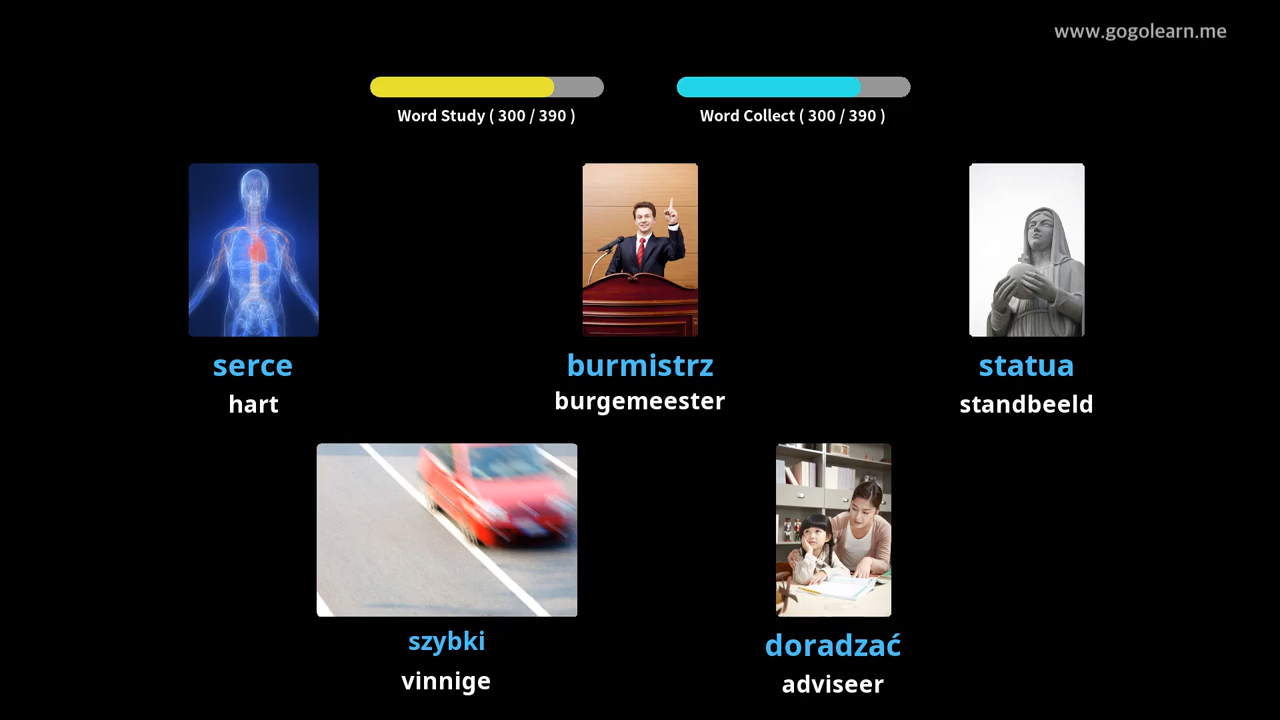 www.gogolearn.me
Word Study ( 300 / 390 )
Word Collect ( 300 / 390 )
serce
hart
burmistrz
burgemeester
statua
standbeeld
szybki
vinnige
doradzać
adviseer